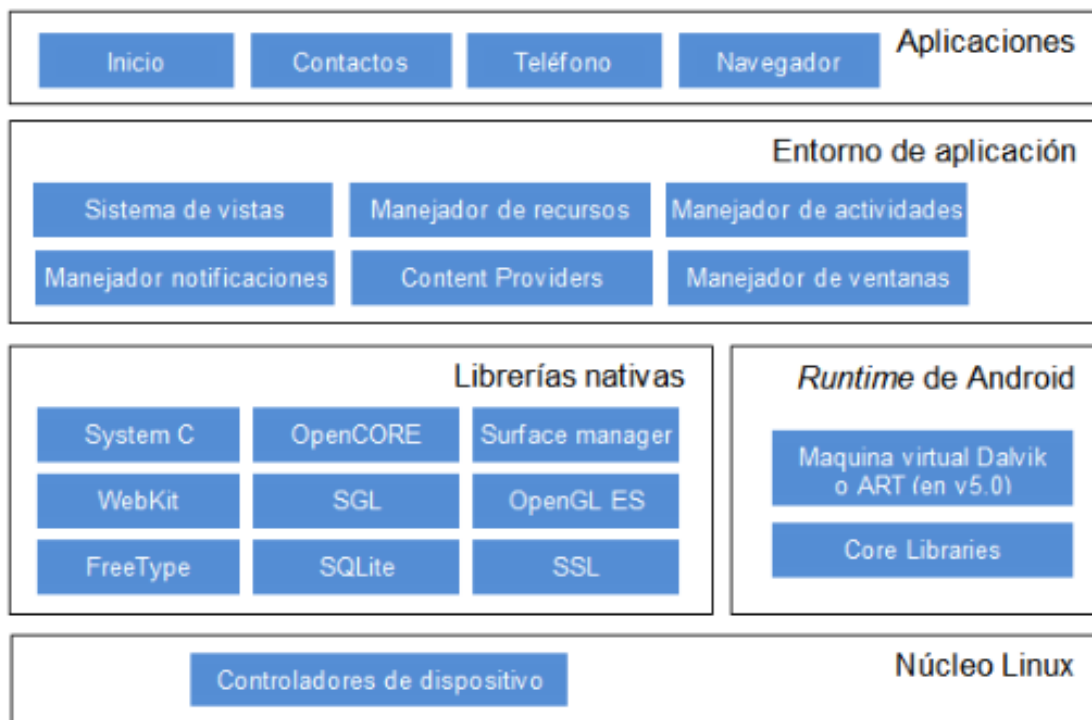 Aplicaciones
Inicio
Contactos
Teléfono
Navegador
Entorno de aplicación
Sistema de vistas
Manejador de recursos
Manejador de actividades
Manejador notificaciones
Content Providers
Manejador de ventanas
Librerías nativas
System C
OpenCORE
Surface manager
WebKit
SGL
OpenGL ES
FreeType
SQLite
SSL
Runtime de Android
Maquina virtual Dalvik
o ART (en v5.0)
Core Libraries
Núcleo Linux
Controladores de dispositivo